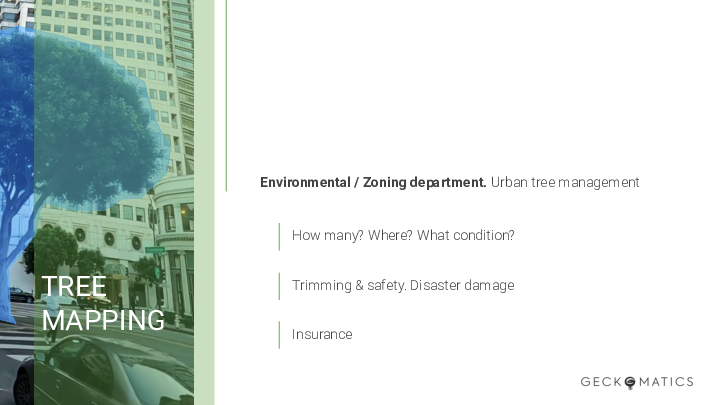 TREE
MAPPING
Environmental / Zoning department. Urban tree management
How many? Where? What condition?
Trimming & safety. Disaster damage
Insurance
GECKOMATICS